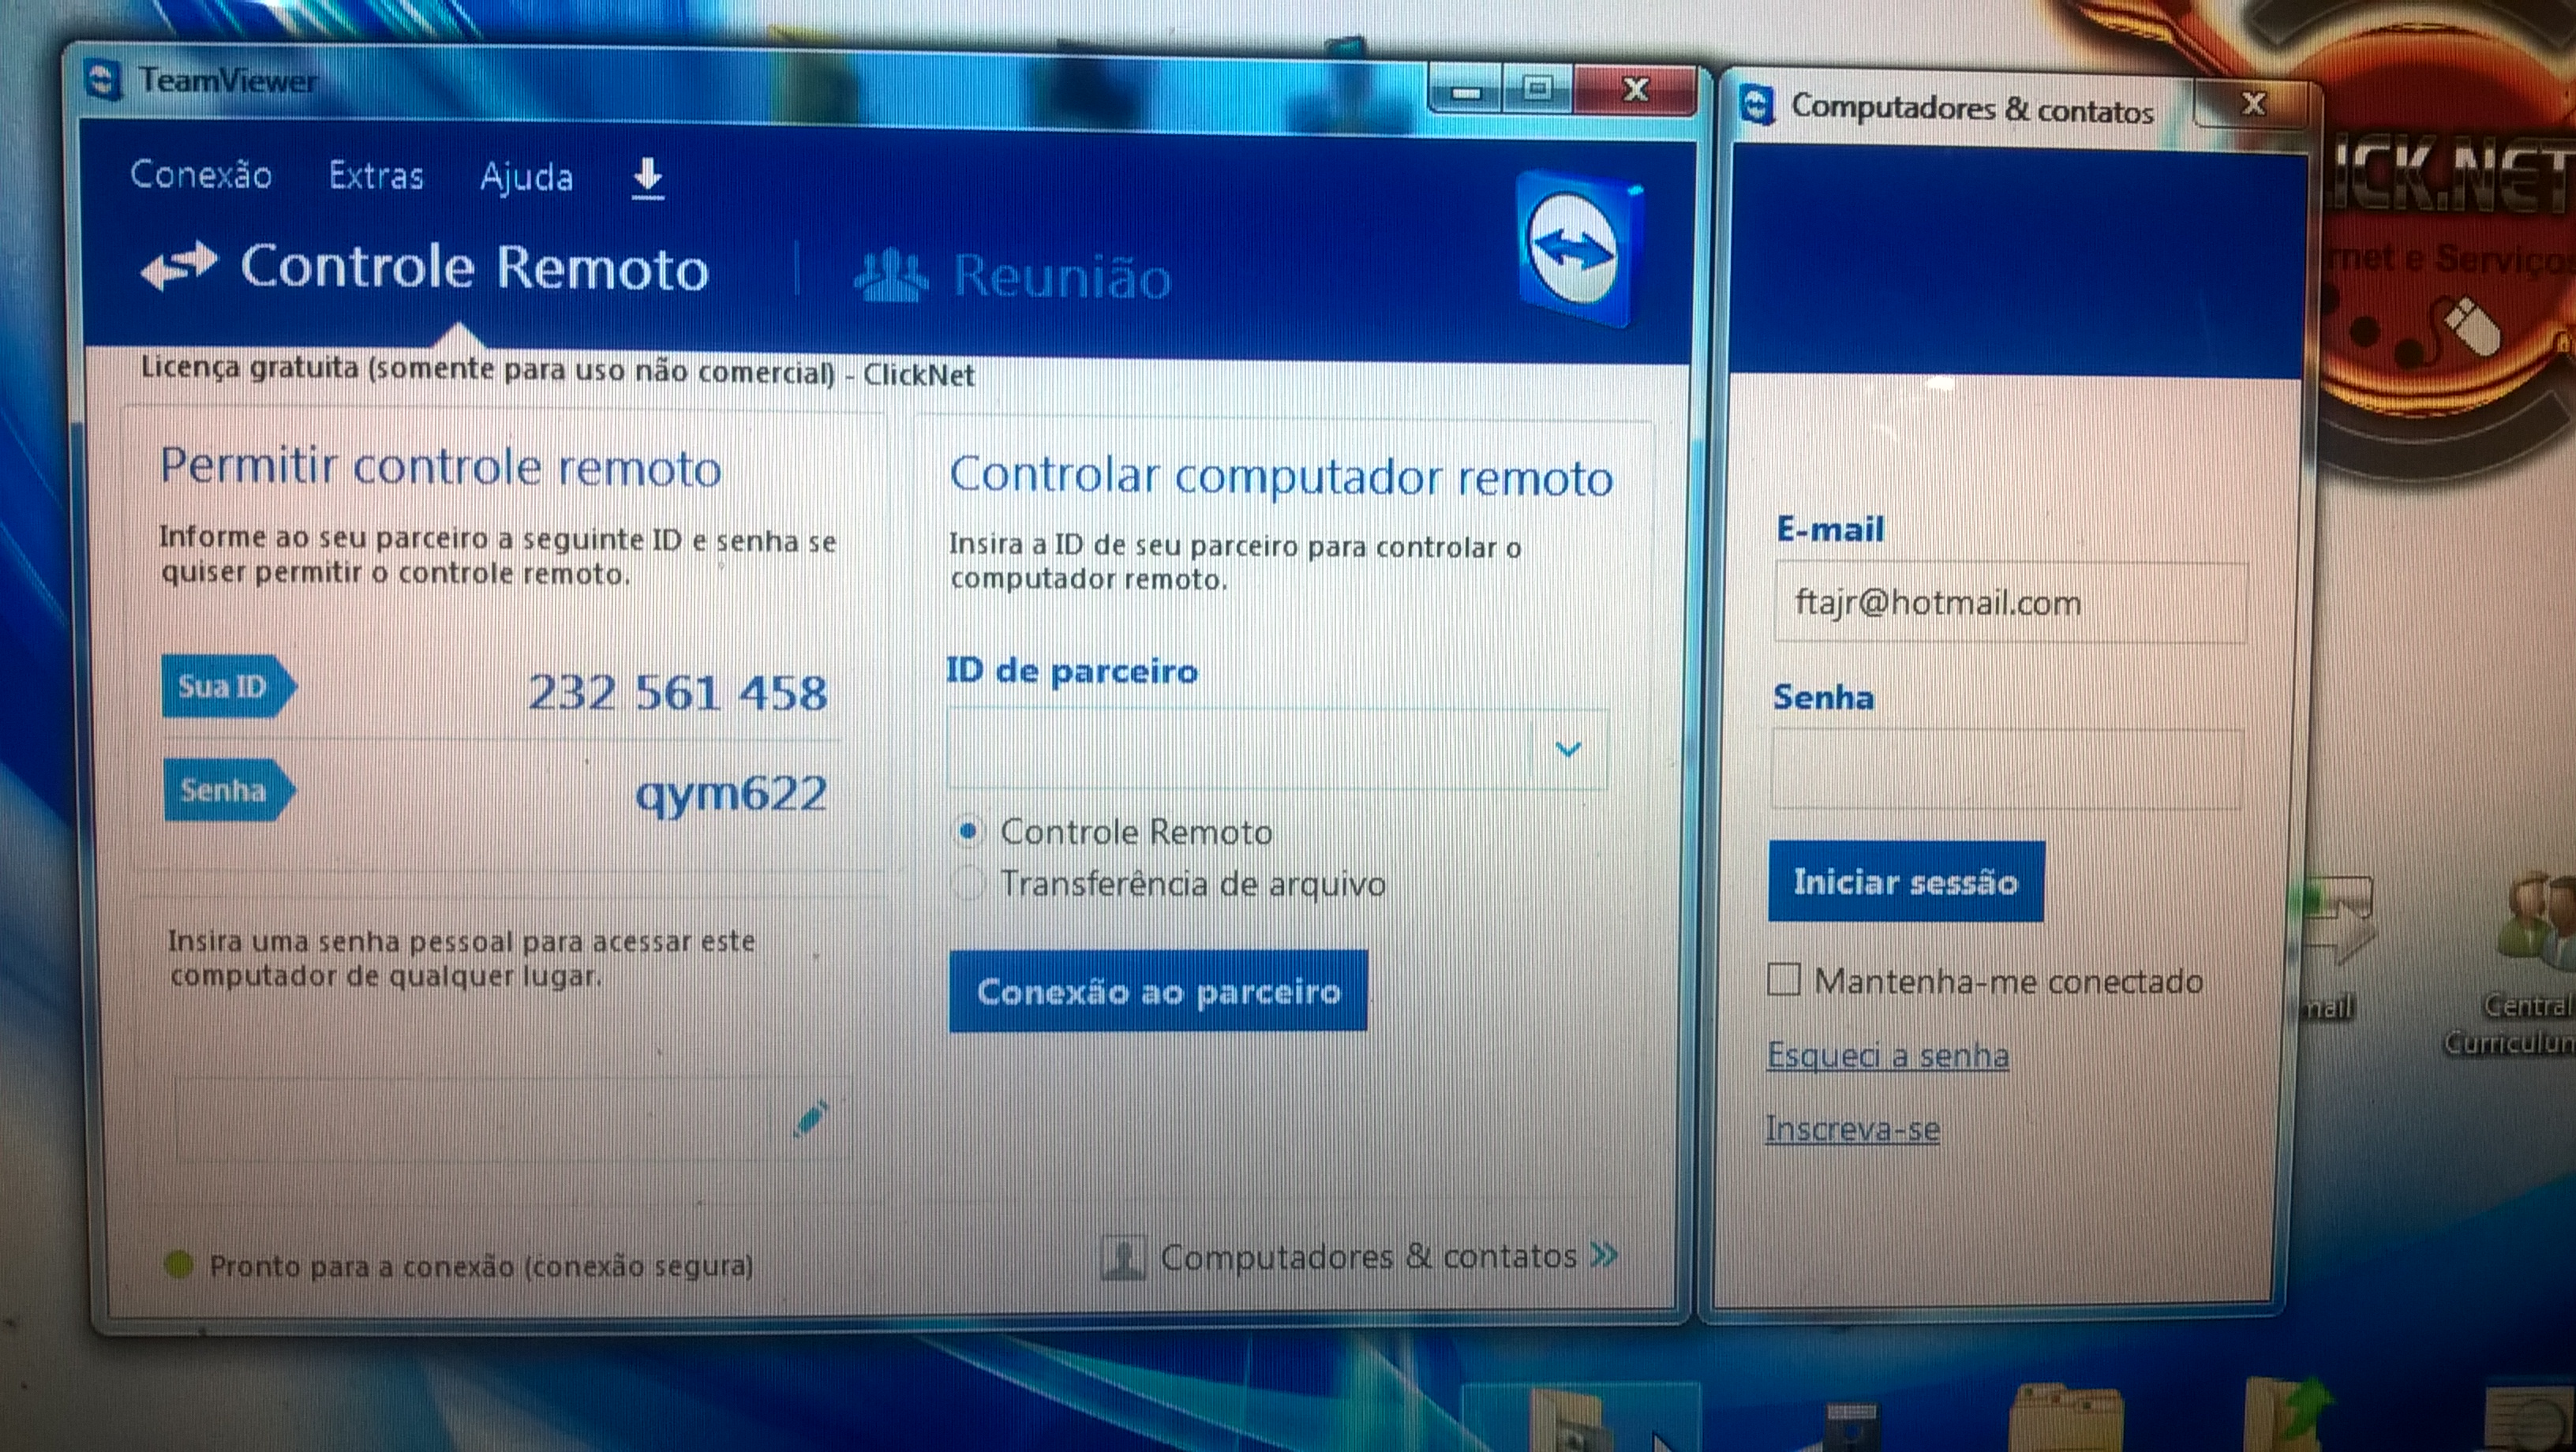 TeamViewer
Conexão Extras Ajuda
Controle Remoto Reunião
Licença gratuita (somente para uso não comercial) - ClickNet
Permitir controle remoto
Informe ao seu parceiro a seguinte ID e senha se
quiser permitir o controle remoto.
Sua ID 232 561 458
Senha qym622
Insira uma senha pessoal para acessar este
computador de qualquer lugar.
Pronto para a conexão (conexão segura)
Controlar computador remoto
Insira a ID de seu parceiro para controlar o
computador remoto.
ID de parceiro
Controle Remoto
Transferência de arquivo
Conexão ao parceiro
Computadores & contatos
Computadores & contatos
E-mail
ftajr@hotmail.com
Senha
Iniciar sessão
Mantenha-me conectado
Esqueci a senha
Inscreva-se
ICK.NET
rnet e Serviços
mail
Central
Curriculun